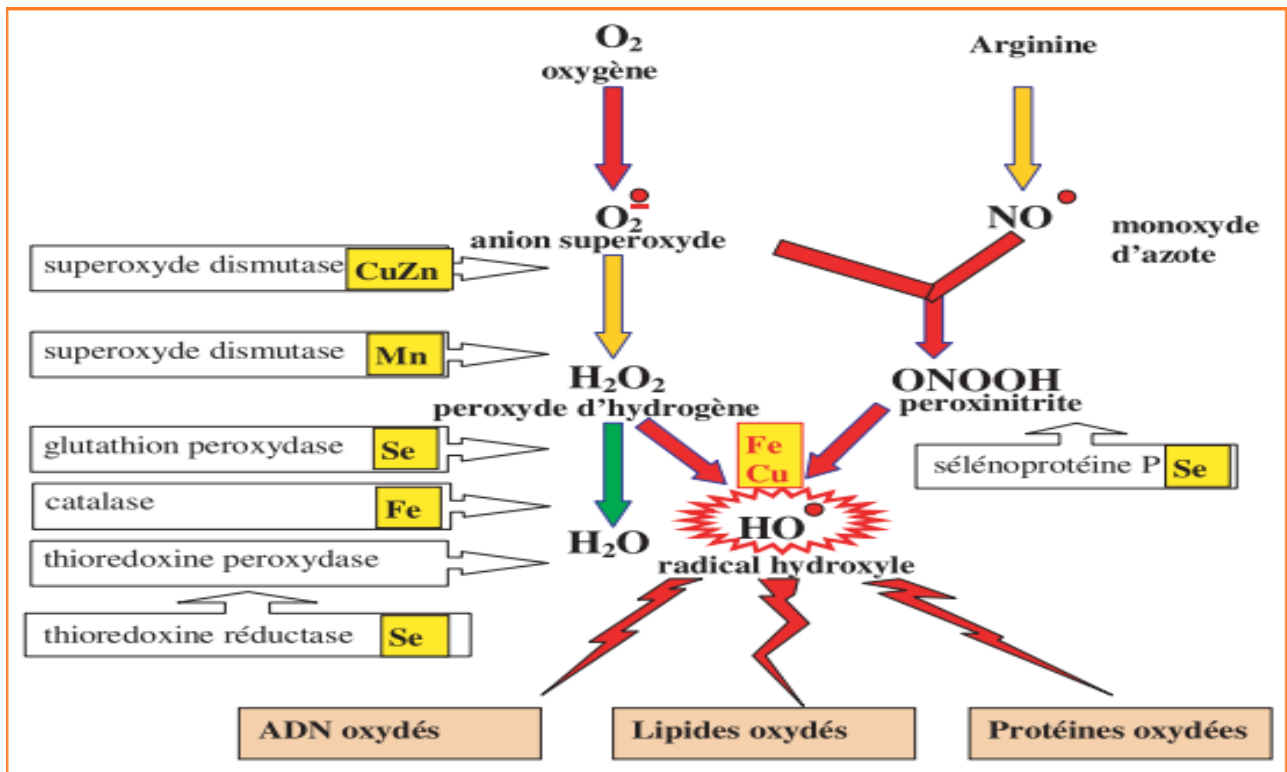 O₂
oxygène
Arginine
O₂•̲
anion superoxyde
NO•
monoxyde
d'azote
superoxyde dismutase CuZn
superoxyde dismutase Mn
H₂O₂
peroxyde d'hydrogène
ONOOH
peroxinitrite
glutathion peroxydase Se
Fe
Cu
sélénoprotéine P Se
catalase Fe
H₂O
HO•
radical hydroxyle
thioredoxine peroxydase
thioredoxine réductase Se
ADN oxydés
Lipides oxydés
Protéines oxydées